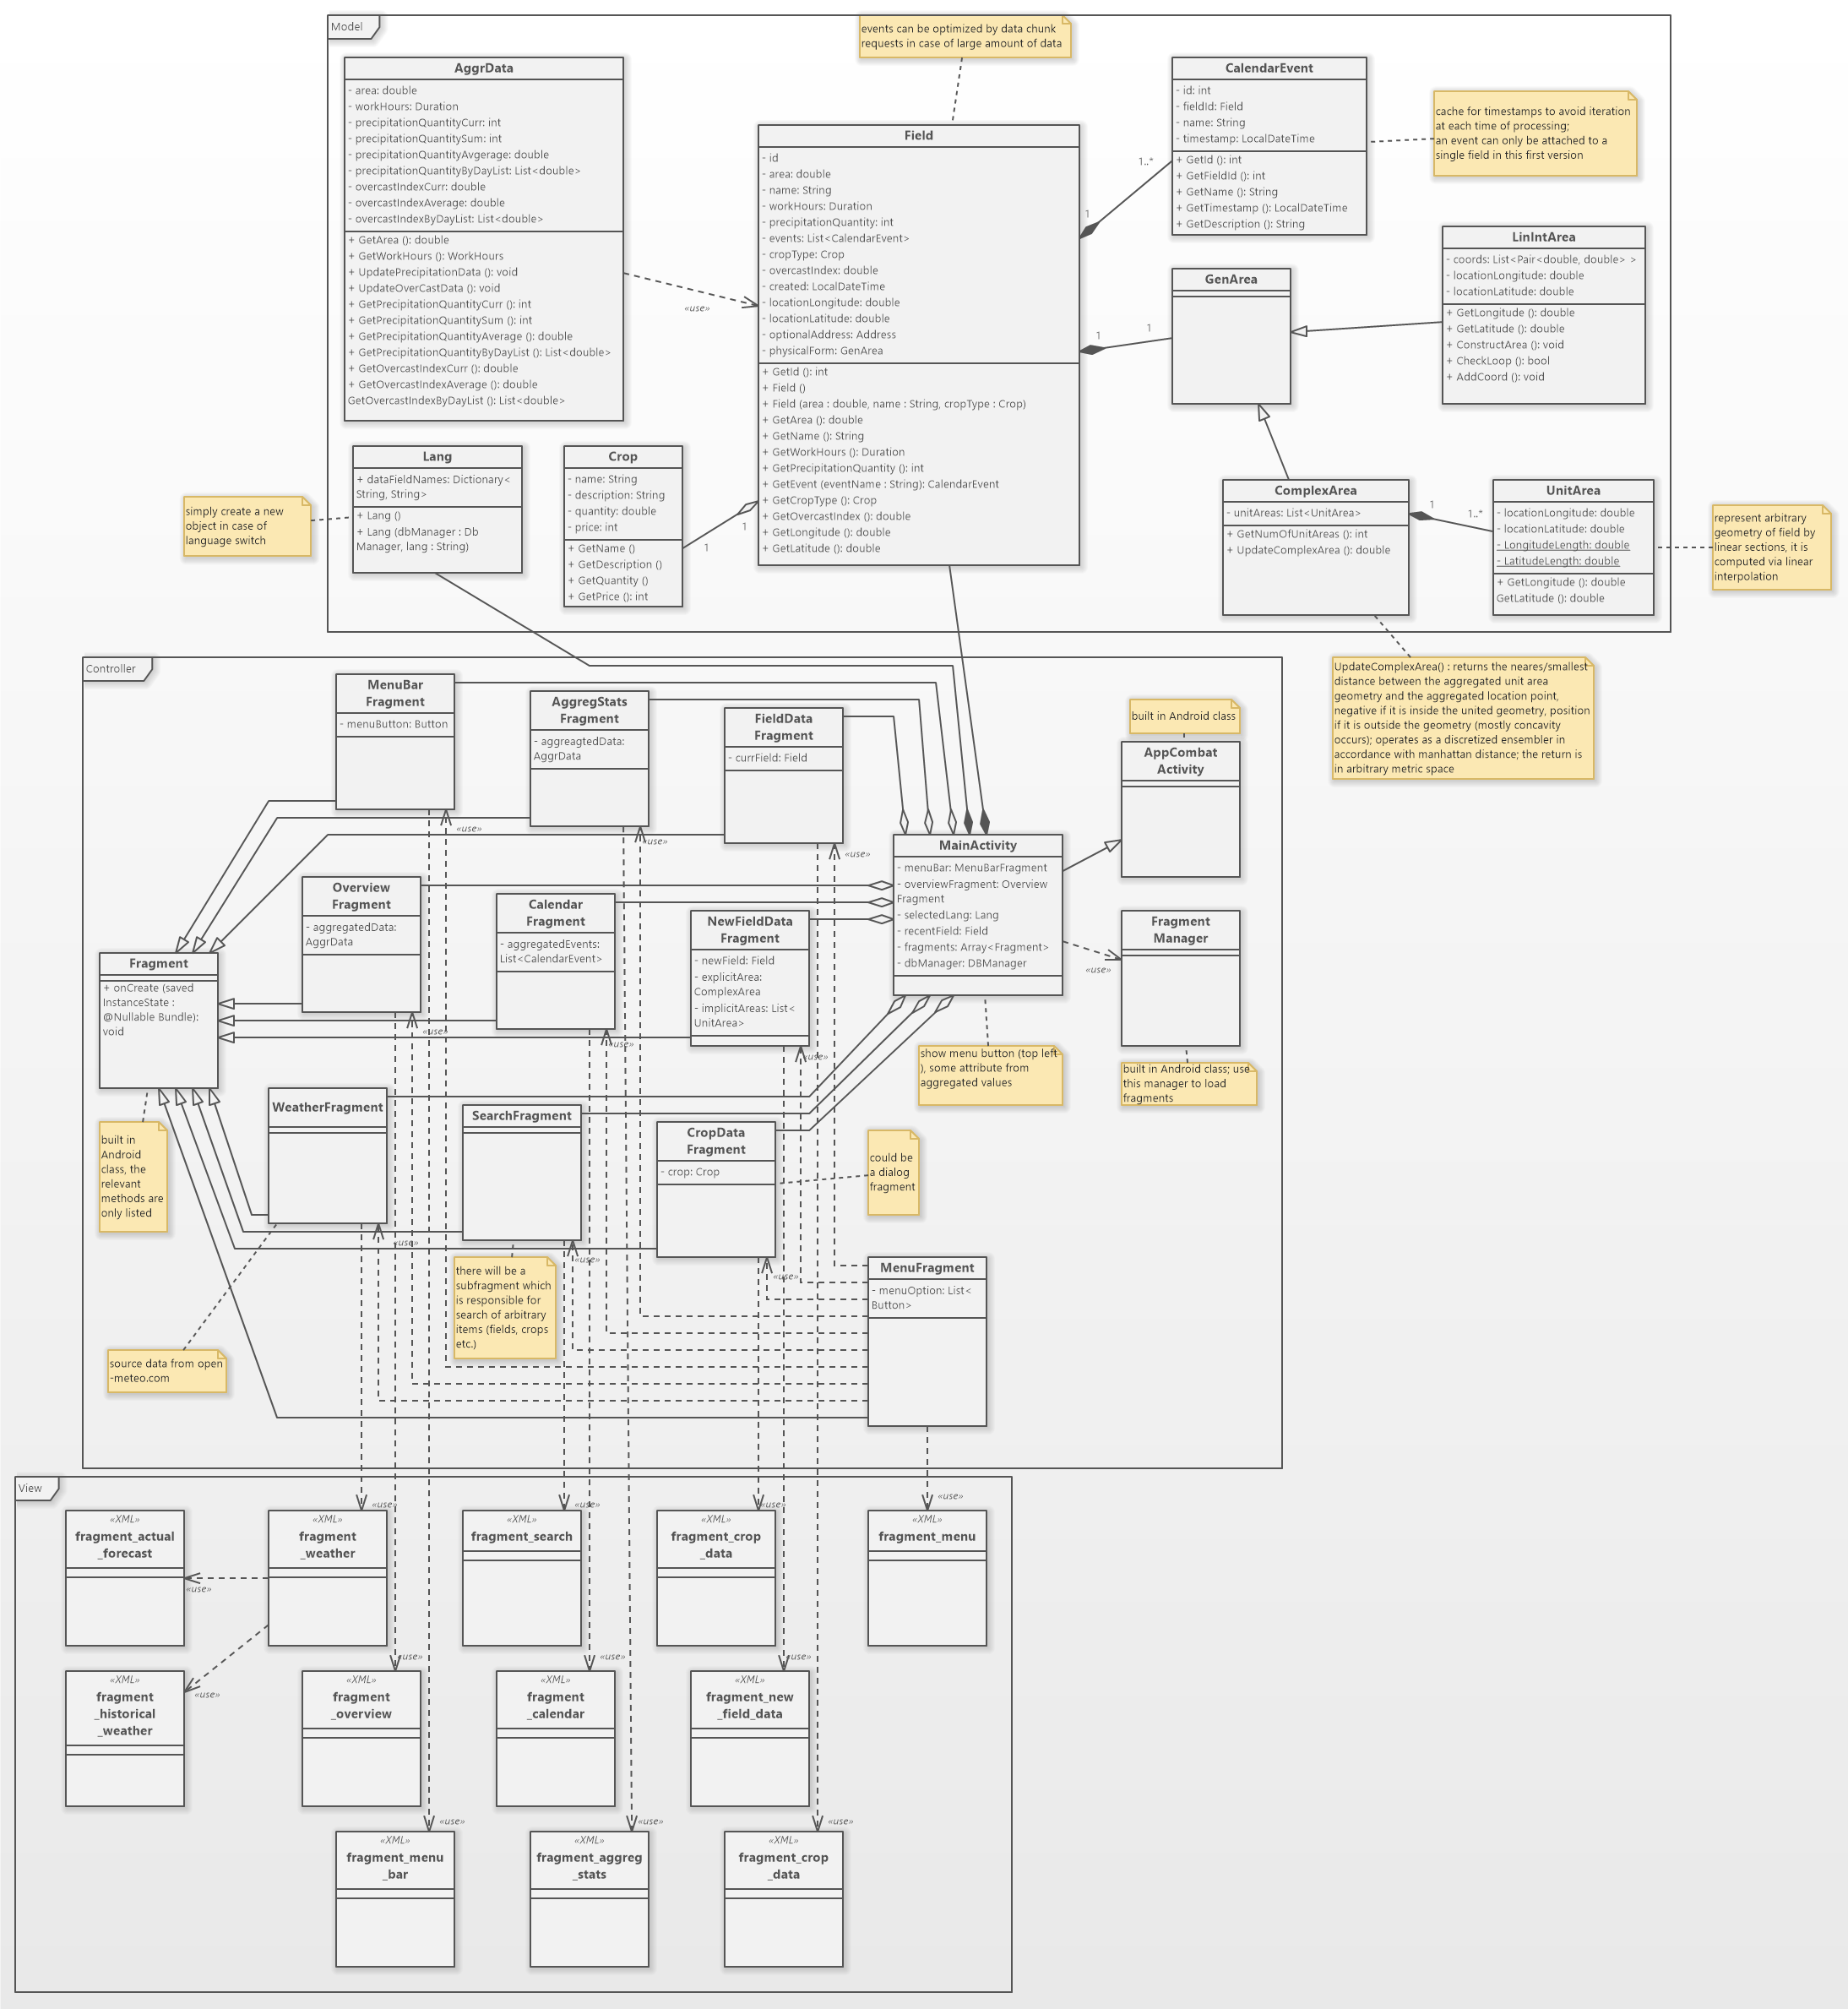 Model
events can be optimized by data chunk
requests in case of large amount of data
AggrData
- area: double
- workHours: Duration
- precipitationQuantityCurr: int
- precipitationQuantitySum: int
- precipitationQuantityAvgerage: double
- precipitationQuantityByDayList: List<double>
- overcastIndexCurr: double
- overcastIndexAverage: double
- overcastIndexByDayList: List<double>
+ GetArea (): double
+ GetWorkHours (): WorkHours
+ UpdatePrecipitationData (): void
+ UpdateOverCastData (): void
+ GetPrecipitationQuantityCurr (): int
+ GetPrecipitationQuantitySum (): int
+ GetPrecipitationQuantityAverage (): double
+ GetPrecipitationQuantityByDayList (): List<double>
+ GetOvercastIndexCurr (): double
+ GetOvercastIndexAverage (): double
GetOvercastIndexByDayList (): List<double>
«use»
Field
- id
- area: double
- name: String
- workHours: Duration
- precipitationQuantity: int
- events: List<CalendarEvent>
- cropType: Crop
- overcastIndex: double
- created: LocalDateTime
- locationLongitude: double
- locationLatitude: double
- optionalAddress: Address
- physicalForm: GenArea
+ GetId (): int
+ Field ()
+ Field (area : double, name : String, cropType : Crop)
+ GetArea (): double
+ GetName (): String
+ GetWorkHours (): Duration
+ GetPrecipitationQuantity (): int
+ GetEvent (eventName : String): CalendarEvent
+ GetCropType (): Crop
+ GetOvercastIndex (): double
+ GetLongitude (): double
+ GetLatitude (): double
1..*
1
1
1
CalendarEvent
- id: int
- fieldId: Field
- name: String
- timestamp: LocalDateTime
+ GetId (): int
+ GetFieldId (): int
+ GetName (): String
+ GetTimestamp (): LocalDateTime
+ GetDescription (): String
cache for timestamps to avoid iteration
at each time of processing;
an event can only be attached to a
single field in this first version
GenArea
LinIntArea
- coords: List<Pair<double, double> >
- locationLongitude: double
- locationLatitude: double
+ GetLongitude (): double
+ GetLatitude (): double
+ ConstructArea (): void
+ CheckLoop (): bool
+ AddCoord (): void
Lang
+ dataFieldNames: Dictionary<
String, String>
+ Lang ()
+ Lang (dbManager : Db
Manager, lang : String)
simply create a new
object in case of
language switch
Crop
- name: String
- description: String
- quantity: double
- price: int
+ GetName ()
+ GetDescription ()
+ GetQuantity ()
+ GetPrice (): int
1
1
ComplexArea
- unitAreas: List<UnitArea>
+ GetNumOfUnitAreas (): int
+ UpdateComplexArea (): double
1
1..*
UnitArea
- locationLongitude: double
- locationLatitude: double
- LongitudeLength: double
- LatitudeLength: double
+ GetLongitude (): double
GetLatitude (): double
represent arbitrary
geometry of field by
linear sections, it is
computed via linear
interpolation
UpdateComplexArea() : returns the neares/smallest
distance between the aggregated unit area
geometry and the aggregated location point,
negative if it is inside the united geometry, position
if it is outside the geometry (mostly concavity
occurs); operates as a discretized ensembler in
accordance with manhattan distance; the return is
in arbitrary metric space
Controller
MenuBar
Fragment
- menuButton: Button
«use»
AggregStats
Fragment
- aggreagtedData:
AggrData
«use»
FieldData
Fragment
- currField: Field
«use»
built in Android class
AppCombat
Activity
MainActivity
- menuBar: MenuBarFragment
- overviewFragment: Overview
Fragment
- selectedLang: Lang
- recentField: Field
- fragments: Array<Fragment>
- dbManager: DBManager
«use»
Fragment
Manager
built in Android class; use
this manager to load
fragments
show menu button (top left
), some attribute from
aggregated values
Overview
Fragment
- aggregatedData:
AggrData
«use»
Calendar
Fragment
- aggregatedEvents:
List<CalendarEvent>
«use»
NewFieldData
Fragment
- newField: Field
- explicitArea:
ComplexArea
- implicitAreas: List<
UnitArea>
«use»
Fragment
+ onCreate (saved
InstanceState :
@Nullable Bundle):
void
built in
Android
class, the
relevant
methods are
only listed
WeatherFragment
«use»
SearchFragment
«use»
CropData
Fragment
- crop: Crop
«use»
could be
a dialog
fragment
there will be a
subfragment which
is responsible for
search of arbitrary
items (fields, crops
etc.)
source data from open
-meteo.com
MenuFragment
- menuOption: List<
Button>
View
«use»
«use»
«use»
«use»
«XML»
fragment_actual
_forecast
«XML»
fragment
_weather
«XML»
fragment_search
«XML»
fragment_crop
_data
«XML»
fragment_menu
«use»
«use»
«use»
«use»
«use»
«XML»
fragment
_historical
_weather
«XML»
fragment
_overview
«XML»
fragment
_calendar
«XML»
fragment_new
_field_data
«use»
«use»
«use»
«XML»
fragment_menu
_bar
«XML»
fragment_aggreg
_stats
«XML»
fragment_crop
_data